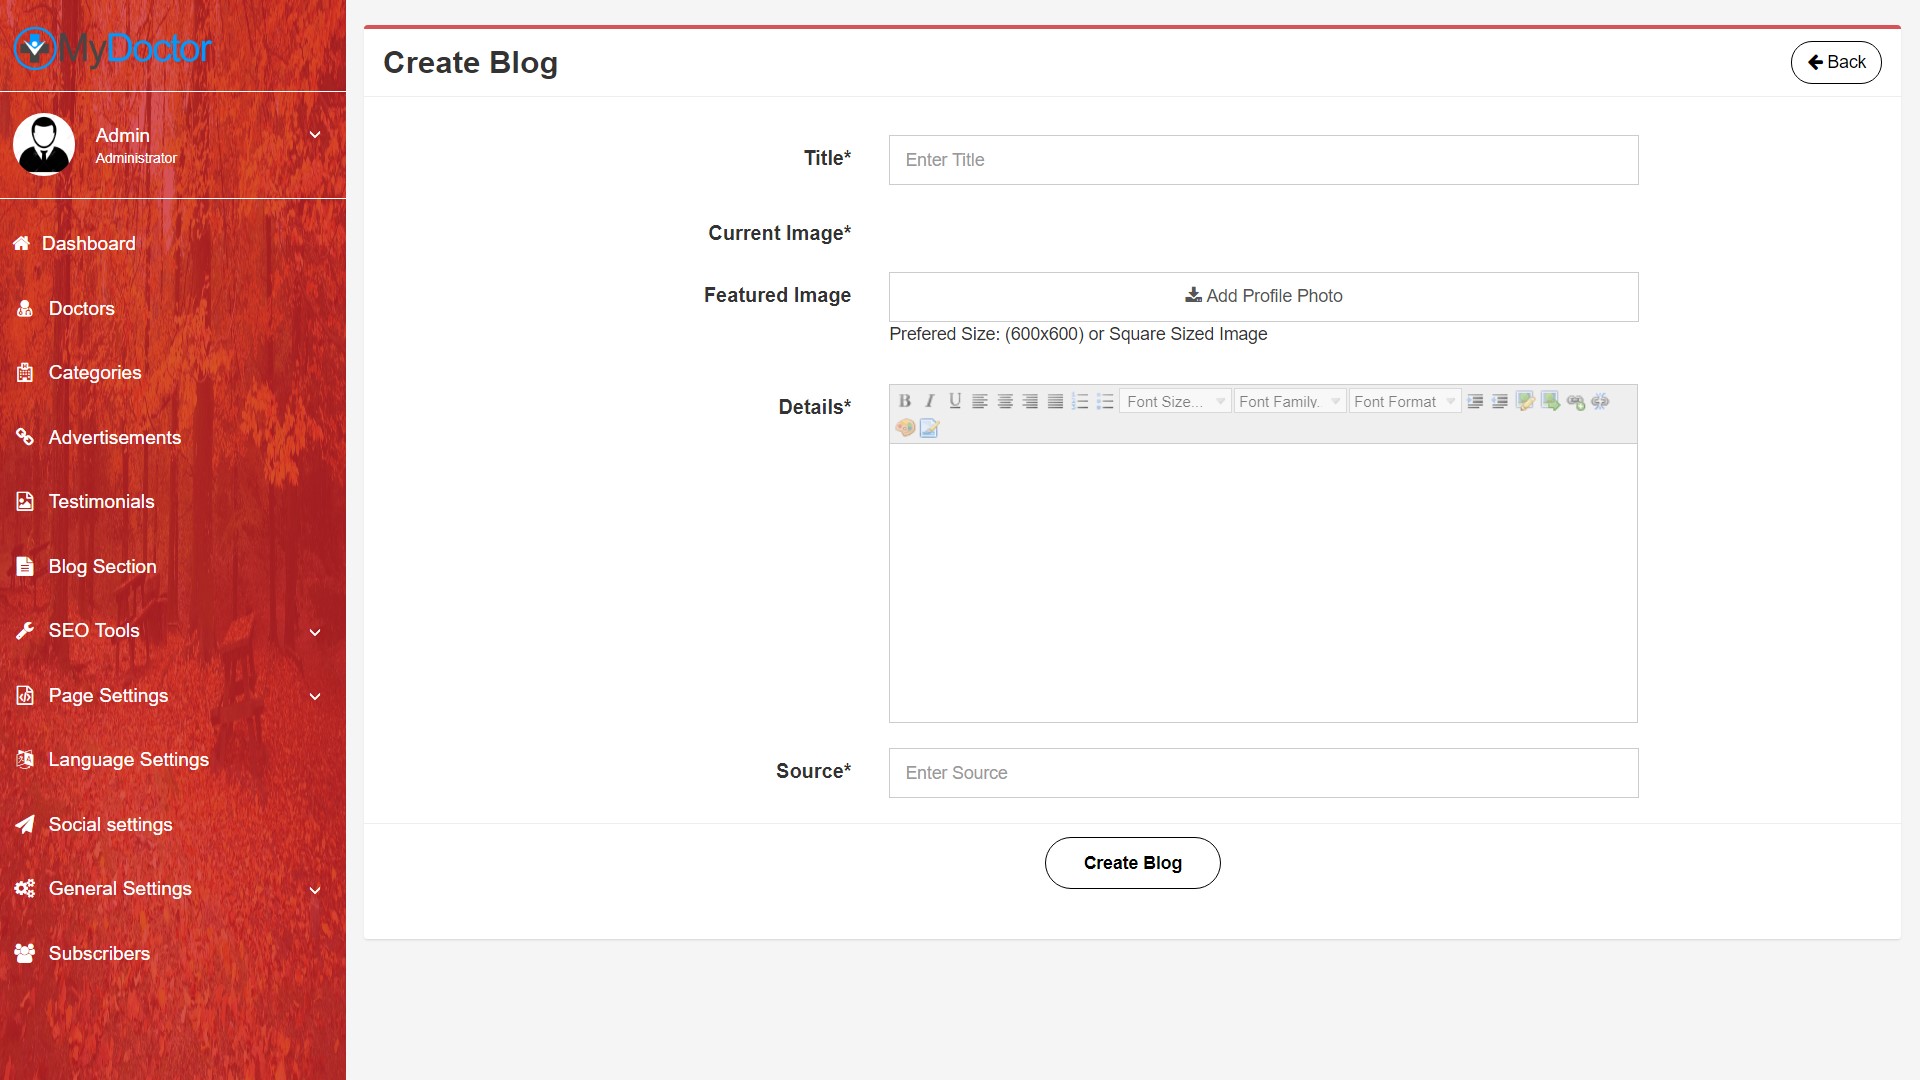 MyDoctor
Admin
Administrator
Dashboard
Doctors
Categories
Advertisements
Testimonials
Blog Section
SEO Tools
Page Settings
Language Settings
Social settings
General Settings
Subscribers
Create Blog
Back
Title*
Enter Title
Current Image*
Featured Image
Add Profile Photo
Prefered Size: (600x600) or Square Sized Image
Details*
B I U Font Size... Font Family. Font Format
Source*
Enter Source
Create Blog